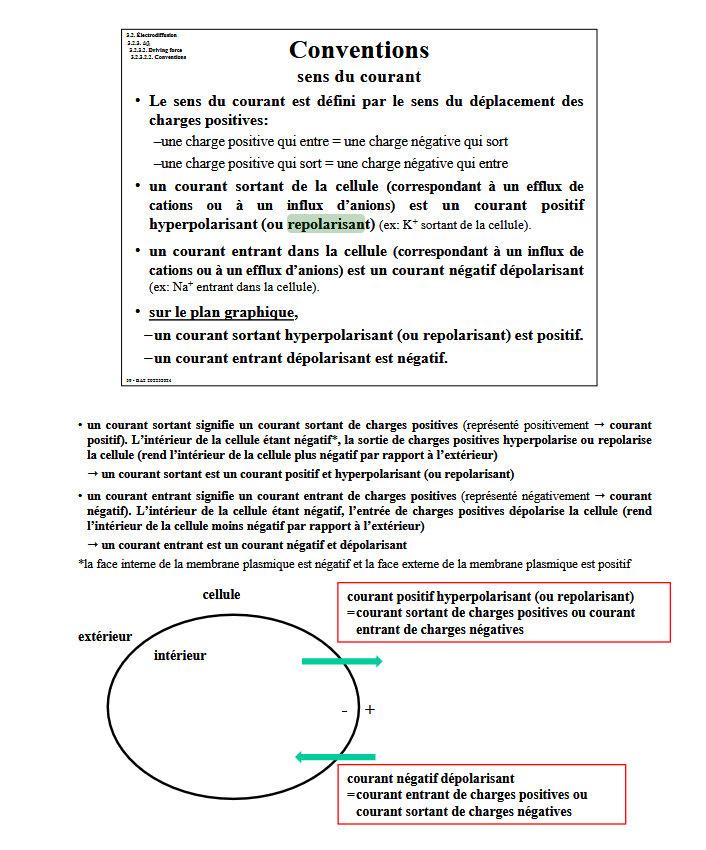 3.2. Électrodiffusion
3.2.3.
3.2.3.2. Driving force
3.2.3.2.2. Conventions
Conventions
sens du courant
• Le sens du courant est défini par le sens du déplacement des
charges positives:
–une charge positive qui entre = une charge négative qui sort
–une charge positive qui sort = une charge négative qui entre
• un courant sortant de la cellule (correspondant à un efflux de
cations ou à un influx d’anions) est un courant positif
hyperpolarisant (ou repolarisant) (ex: K⁺ sortant de la cellule).
• un courant entrant dans la cellule (correspondant à un influx de
cations ou à un efflux d’anions) est un courant négatif dépolarisant
(ex: Na⁺ entrant dans la cellule).
• sur le plan graphique,
–un courant sortant hyperpolarisant (ou repolarisant) est positif.
–un courant entrant dépolarisant est négatif.
• un courant sortant signifie un courant sortant de charges positives (représenté positivement → courant
positif). L’intérieur de la cellule étant négatif*, la sortie de charges positives hyperpolarise ou repolarise
la cellule (rend l’intérieur de la cellule plus négatif par rapport à l’extérieur)
→ un courant sortant est un courant positif et hyperpolarisant (ou repolarisant)
• un courant entrant signifie un courant entrant de charges positives (représenté négativement → courant
négatif). L’intérieur de la cellule étant négatif, l’entrée de charges positives dépolarise la cellule (rend
l’intérieur de la cellule moins négatif par rapport à l’extérieur)
→ un courant entrant est un courant négatif et dépolarisant
*la face interne de la membrane plasmique est négatif et la face externe de la membrane plasmique est positif
cellule
extérieur
intérieur
courant positif hyperpolarisant (ou repolarisant)
=courant sortant de charges positives ou courant
entrant de charges négatives
- +
courant négatif dépolarisant
=courant entrant de charges positives ou
courant sortant de charges négatives